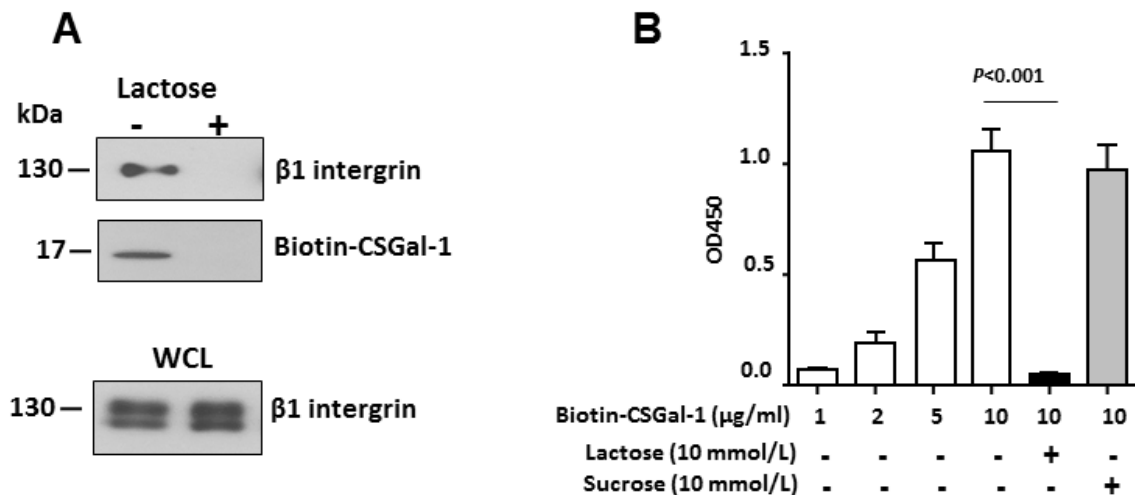 A
Lactose
kDa
- +
130 β1 intergrin
17 Biotin-CSGal-1
WCL
130 β1 intergrin
B
1.5
P<0.001
1.0
OD450
0.5
0.0
Biotin-CSGal-1 (μg/ml) 1 2 5 10 10 10
Lactose (10 mmol/L) - - - - + -
Sucrose (10 mmol/L) - - - - - +